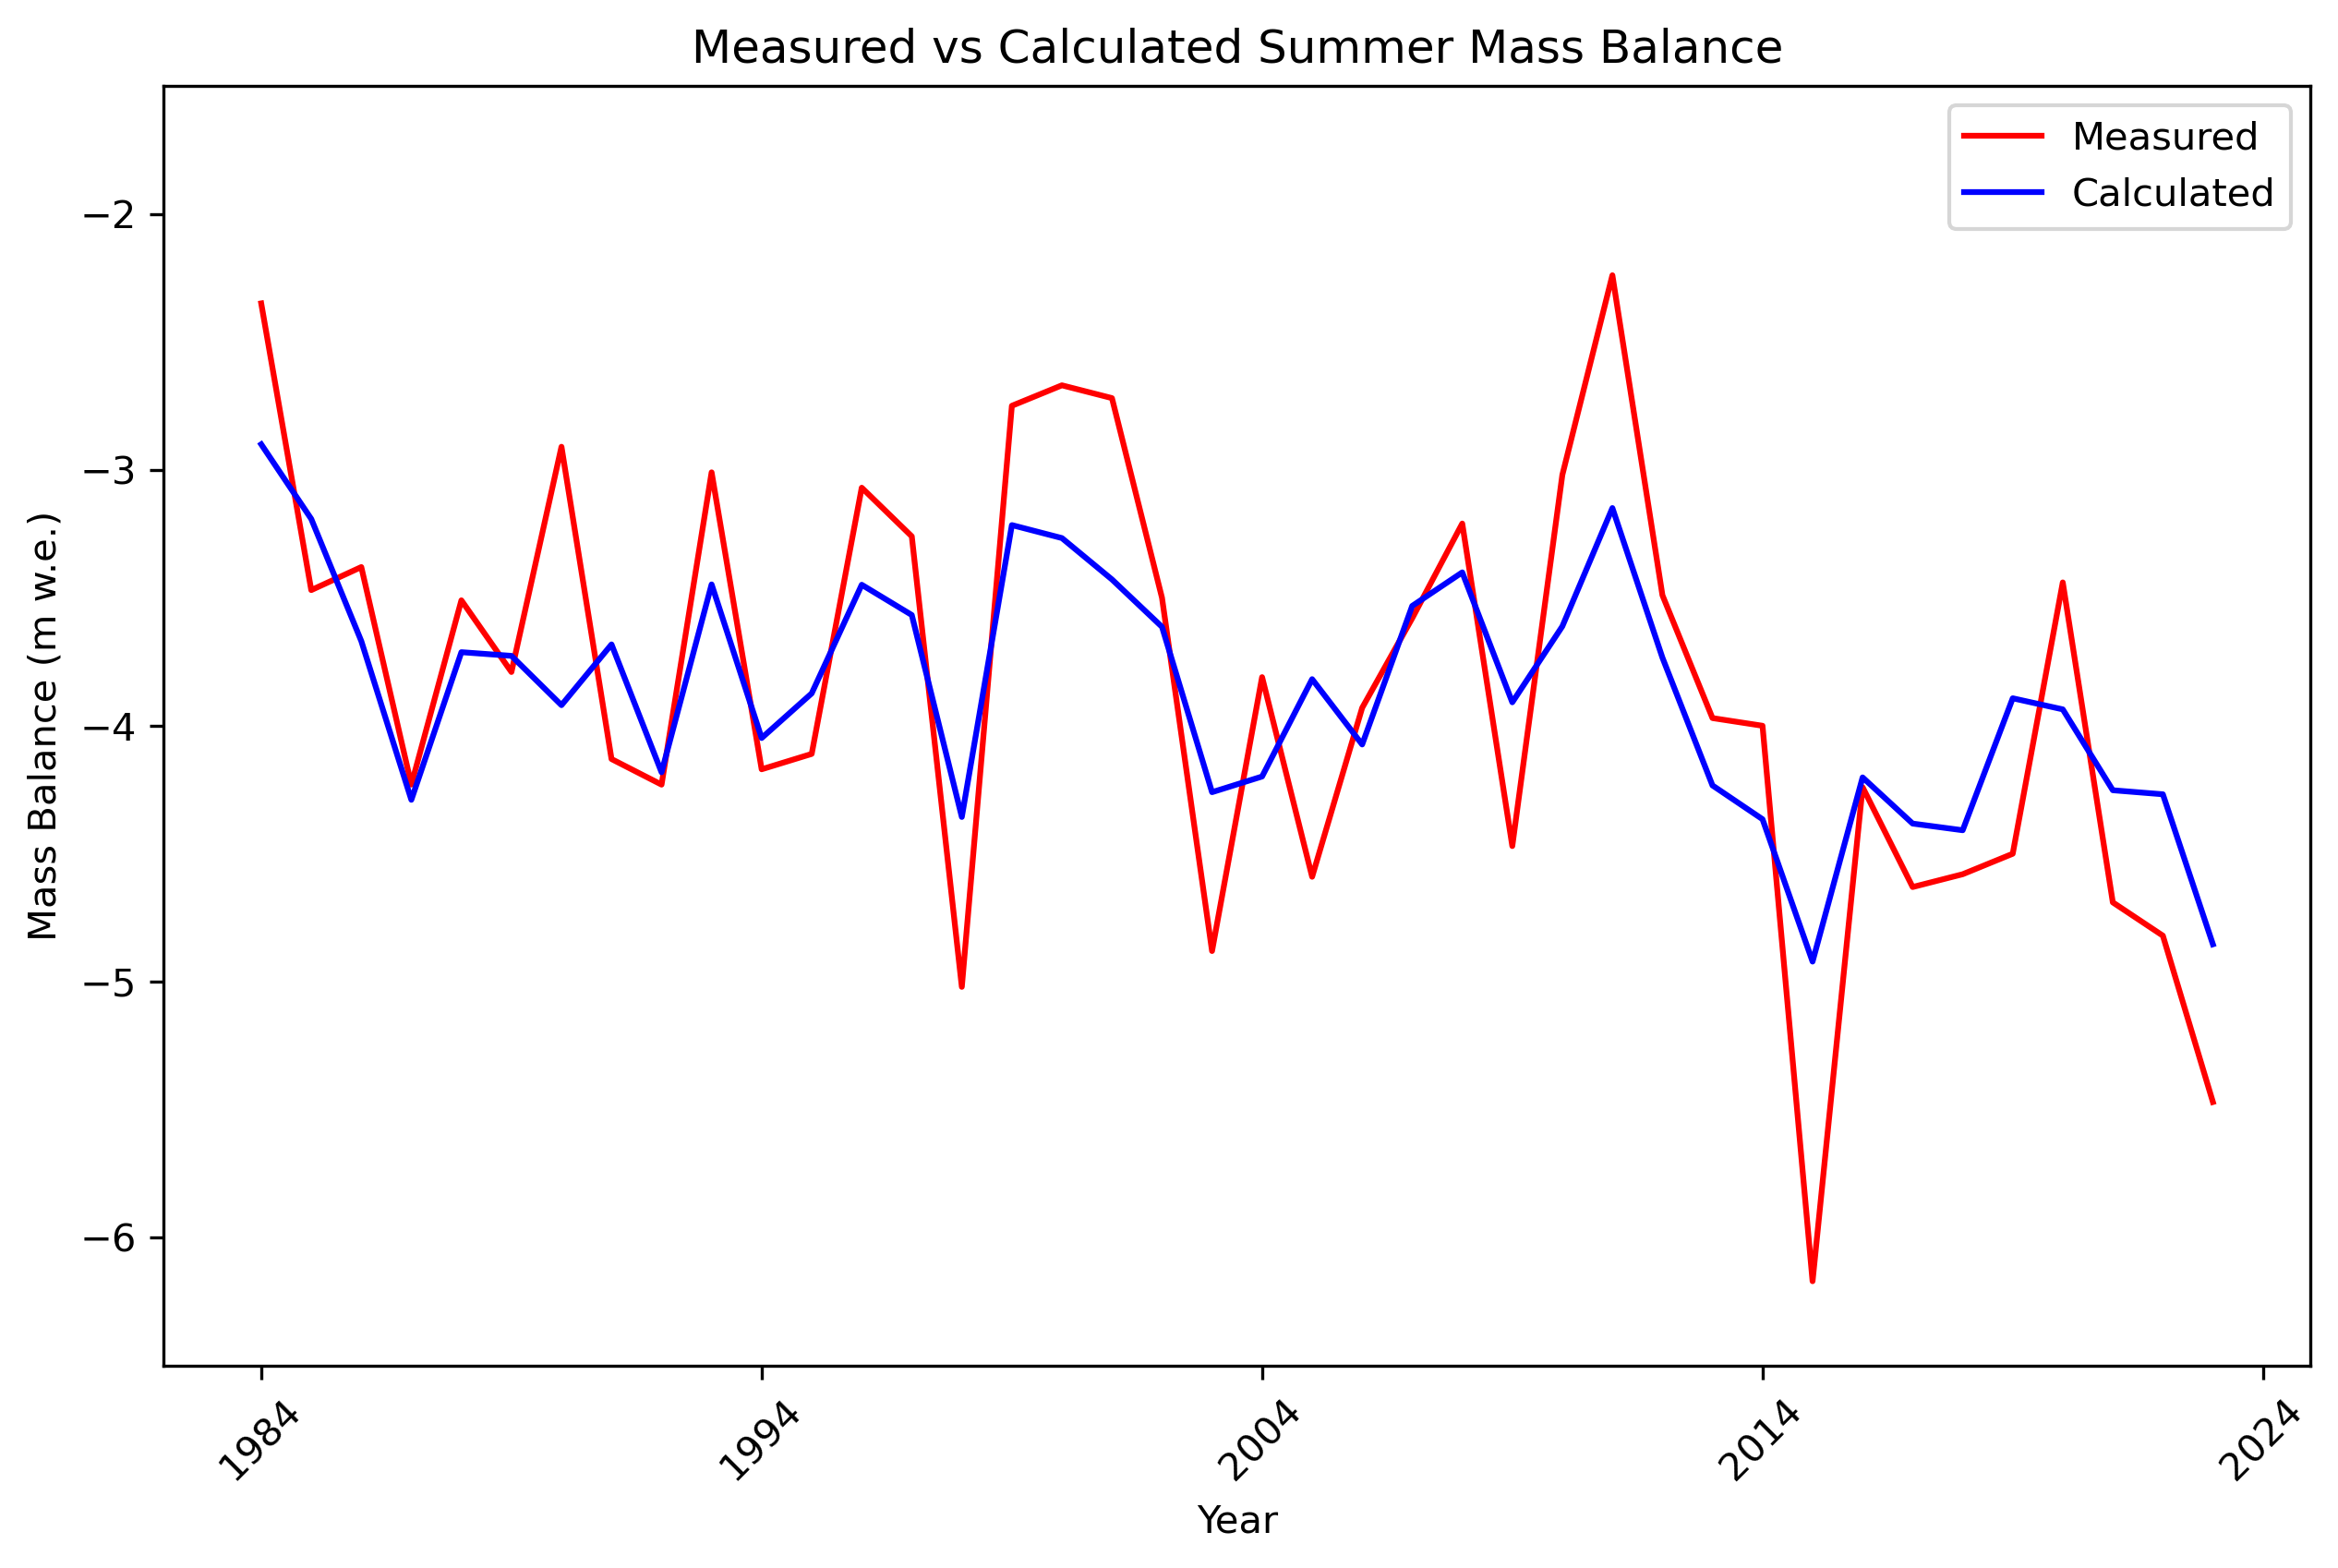 Measured vs Calculated Summer Mass Balance
Measured
Calculated
−2
−3
−4
−5
−6
Mass Balance (m w.e.)
1984
1994
2004
2014
2024
Year